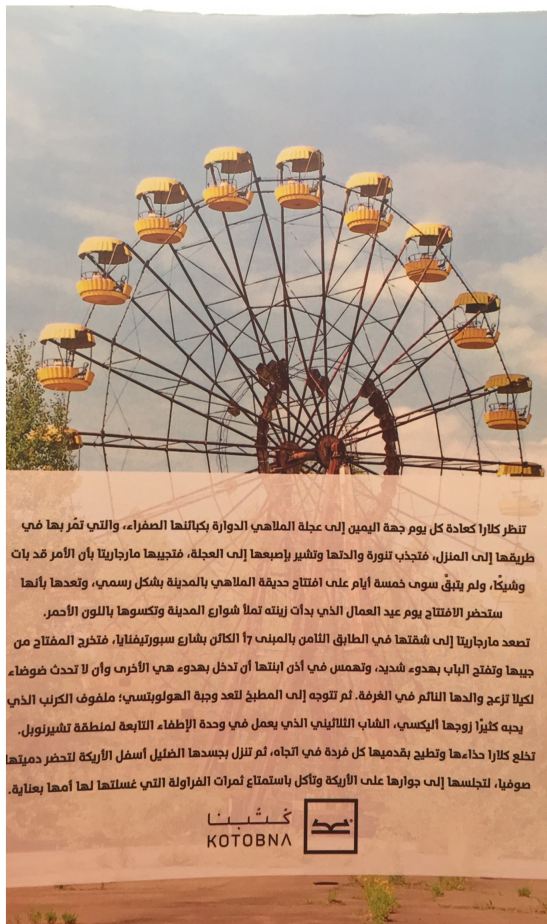 تنظر كلارا كعادة كل يوم جهة اليمين إلى عجلة الملاهي الدوارة بكبائنها الصفراء، والتي تمُر بها في
طريقها إلى المنزل، فتجذب تنورة والدتها وتشير بإصبعها إلى العجلة، فتجيبها مارجاريتا بأن الأمر قد بات
وشيكًا، ولم يتبقَّ سوى خمسة أيام على افتتاح حديقة الملاهي بالمدينة بشكل رسمي، وتعدها بأنها
ستحضر الافتتاح يوم عيد العمال الذي بدأت زينته تملأ شوارع المدينة وتكسوها باللون الأحمر.
تصعد مارجاريتا إلى شقتها في الطابق الثامن بالمبنى 7أ الكائن بشارع سبورتيفنايا، فتخرج المفتاح من
جيبها وتفتح الباب بهدوء شديد، وتهمس في أذن ابنتها أن تدخل بهدوء هي الأخرى وأن لا تحدث ضوضاء
لكيلا تزعج والدها النائم في الغرفة. ثم تتوجه إلى المطبخ لتعد وجبة الهولوبتسي؛ ملفوف الكرنب الذي
يحبه كثيرًا زوجها أليكسي، الشاب الثلاثيني الذي يعمل في وحدة الإطفاء التابعة لمنطقة تشيرنوبل.
تخلع كلارا حذاءها وتطيح بقدميها كل فردة في اتجاه، ثم تنزل بجسدها الضئيل أسفل الأريكة لتحضر دميتها
صوفيا، لتجلسها إلى جوارها على الأريكة وتأكل باستمتاع ثمرات الفراولة التي غسلتها لها أمها بعناية.
كُتُبنا
KOTOBNA